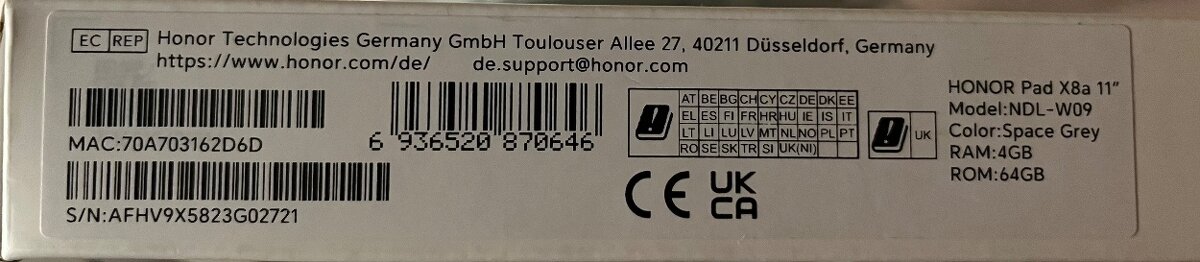 EC REP Honor Technologies Germany GmbH Toulouser Allee 27, 40211 Düsseldorf, Germany
https://www.honor.com/de/ de.support@honor.com
MAC:70A703162D6D
S/N:AFHV9X5823G02721
6 936520 870646
AT BE BG CH CY CZ DE DK EE
EL ES FI FR HR HU IE IS IT
LT LI LU LV MT NL NO PL PT
RO SE SK TR SI UK(NI)
UK
CE UK
CA
HONOR Pad X8a 11"
Model:NDL-W09
Color:Space Grey
RAM:4GB
ROM:64GB